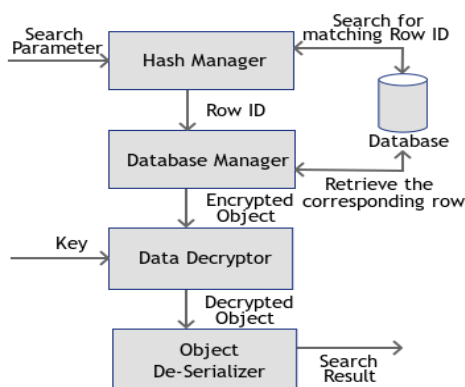 Search
Parameter
Search for
matching Row ID
Hash Manager
Row ID
Database
Database Manager
Retrieve the
corresponding row
Encrypted
Object
Key
Data Decryptor
Decrypted
Object
Object
De-Serializer
Search
Result